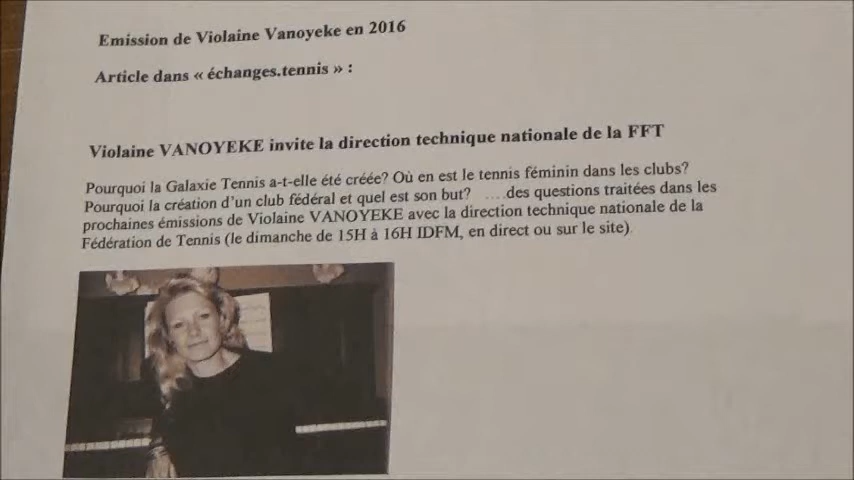 Emission de Violaine Vanoyeke en 2016
Article dans « échanges.tennis » :
Violaine VANOYEKE invite la direction technique nationale de la FFT
Pourquoi la Galaxie Tennis a-t-elle été créée? Où en est le tennis féminin dans les clubs?
Pourquoi la création d'un club fédéral et quel est son but? ....des questions traitées dans les
prochaines émissions de Violaine VANOYEKE avec la direction technique nationale de la
Fédération de Tennis (le dimanche de 15H à 16H IDFM, en direct ou sur le site).